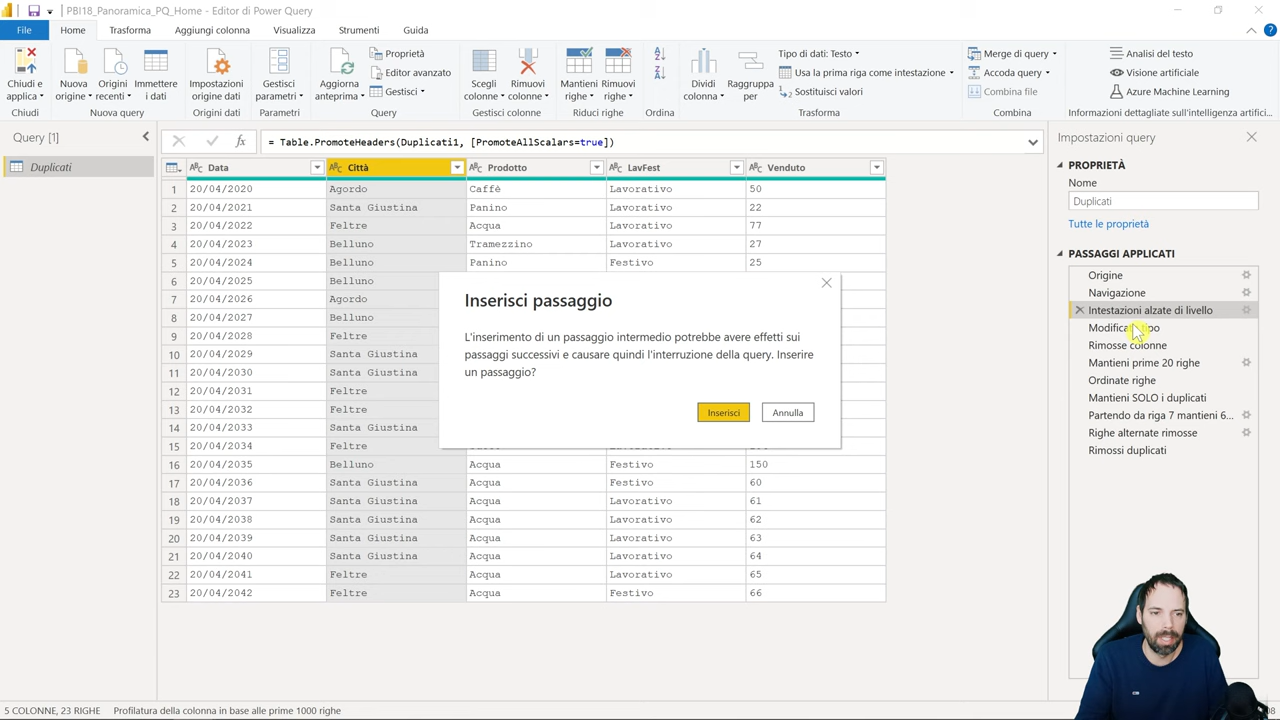 PBI18_Panoramica_PQ_Home - Editor di Power Query
File Home Trasforma Aggiungi colonna Visualizza Strumenti Guida
Chiudi e applica
Nuova origine
Origini recenti
Immettere i dati
Impostazioni origine dati
Gestisci parametri
Aggiorna anteprima
Proprietà
Editor avanzato
Gestisci
Scegli colonne
Rimuovi colonne
Mantieni righe
Rimuovi righe
Dividi colonna
Raggruppa per
Tipo di dati: Testo
Usa la prima riga come intestazione
Sostituisci valori
Merge di query
Accoda query
Combina file
Analisi del testo
Visione artificiale
Azure Machine Learning
Chiudi Nuova query Origini dati Parametri Query Gestisci colonne Riduci righe Ordina Trasforma Combina Informazioni dettagliate sull'intelligenza artific...
Query [1]
Duplicati
= Table.PromoteHeaders(Duplicati1, [PromoteAllScalars=true])
Data Città Prodotto LavFest Venduto
1 20/04/2020 Agordo Caffè Lavorativo 50
2 20/04/2021 Santa Giustina Panino Lavorativo 22
3 20/04/2022 Feltre Acqua Lavorativo 77
4 20/04/2023 Belluno Tramezzino Lavorativo 27
5 20/04/2024 Belluno Panino Festivo 25
6 20/04/2025 Belluno
7 20/04/2026 Agordo
8 20/04/2027 Belluno
9 20/04/2028 Feltre
10 20/04/2029 Santa Giustina
11 20/04/2030 Santa Giustina
12 20/04/2031 Feltre
13 20/04/2032 Feltre
14 20/04/2033 Santa Giustina
15 20/04/2034 Feltre
16 20/04/2035 Belluno Acqua Festivo 150
17 20/04/2036 Santa Giustina Acqua Festivo 60
18 20/04/2037 Santa Giustina Acqua Lavorativo 61
19 20/04/2038 Santa Giustina Acqua Lavorativo 62
20 20/04/2039 Santa Giustina Acqua Lavorativo 63
21 20/04/2040 Santa Giustina Acqua Lavorativo 64
22 20/04/2041 Feltre Acqua Lavorativo 65
23 20/04/2042 Feltre Acqua Festivo 66
Inserisci passaggio
L'inserimento di un passaggio intermedio potrebbe avere effetti sui
passaggi successivi e causare quindi l'interruzione della query. Inserire
un passaggio?
Inserisci Annulla
Impostazioni query
PROPRIETÀ
Nome
Duplicati
Tutte le proprietà
PASSAGGI APPLICATI
Origine
Navigazione
Intestazioni alzate di livello
Modificato tipo
Rimosse colonne
Mantieni prime 20 righe
Ordinate righe
Mantieni SOLO i duplicati
Partendo da riga 7 mantieni 6...
Righe alternate rimosse
Rimossi duplicati
5 COLONNE, 23 RIGHE Profilatura della colonna in base alle prime 1000 righe